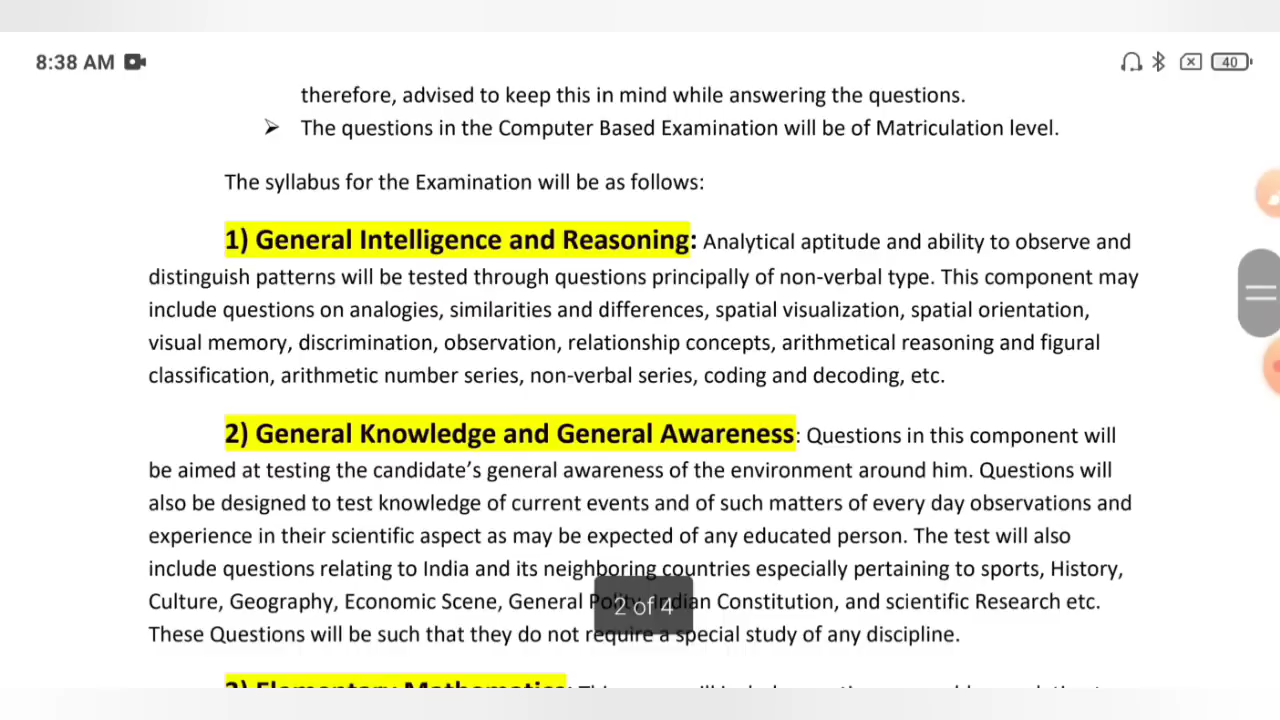 8:38 AM
40
therefore, advised to keep this in mind while answering the questions.
➢ The questions in the Computer Based Examination will be of Matriculation level.
The syllabus for the Examination will be as follows:
1) General Intelligence and Reasoning: Analytical aptitude and ability to observe and
distinguish patterns will be tested through questions principally of non-verbal type. This component may
include questions on analogies, similarities and differences, spatial visualization, spatial orientation,
visual memory, discrimination, observation, relationship concepts, arithmetical reasoning and figural
classification, arithmetic number series, non-verbal series, coding and decoding, etc.
2) General Knowledge and General Awareness: Questions in this component will
be aimed at testing the candidate's general awareness of the environment around him. Questions will
also be designed to test knowledge of current events and of such matters of every day observations and
experience in their scientific aspect as may be expected of any educated person. The test will also
include questions relating to India and its neighboring countries especially pertaining to sports, History,
Culture, Geography, Economic Scene, General Polity, Indian Constitution, and scientific Research etc.
2 of 4
These Questions will be such that they do not require a special study of any discipline.
3) Elementary Mathematics: